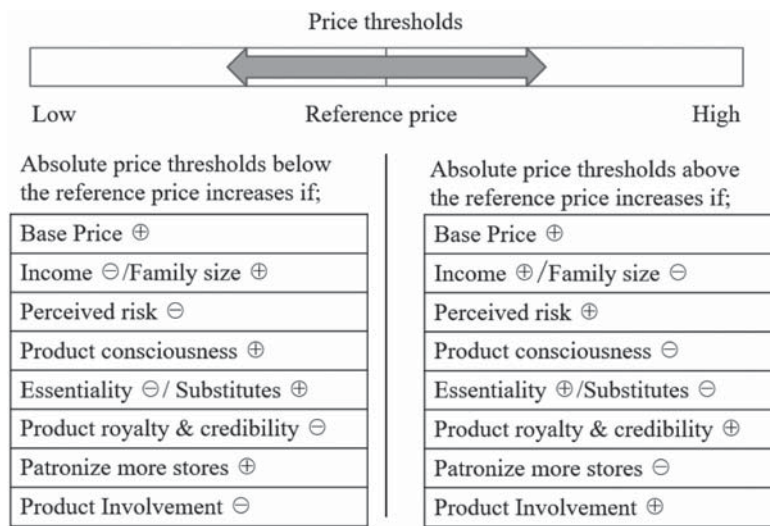 Price thresholds
Low Reference price High
Absolute price thresholds below
the reference price increases if;
Base Price ⊕
Income ⊖/Family size ⊕
Perceived risk ⊖
Product consciousness ⊕
Essentiality ⊖/ Substitutes ⊕
Product royalty & credibility ⊖
Patronize more stores ⊕
Product Involvement ⊖
Absolute price thresholds above
the reference price increases if;
Base Price ⊕
Income ⊕/Family size ⊖
Perceived risk ⊕
Product consciousness ⊖
Essentiality ⊕/Substitutes ⊖
Product royalty & credibility ⊕
Patronize more stores ⊖
Product Involvement ⊕